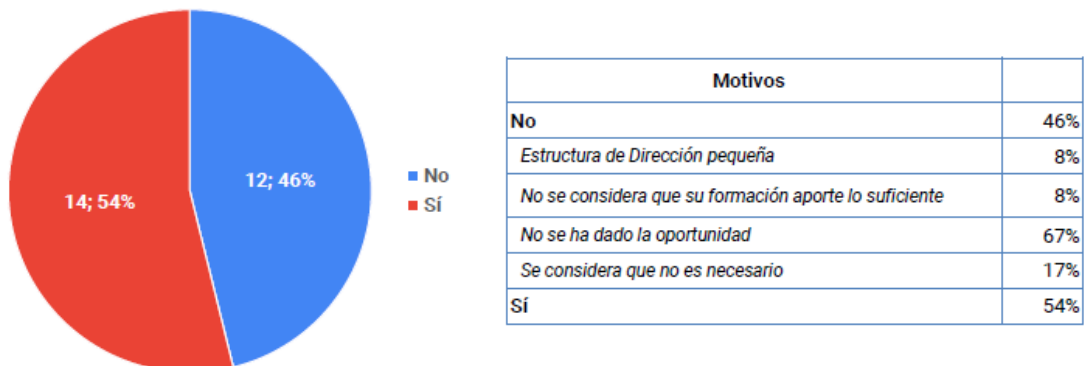 14; 54%
12; 46%
No
Sí
Motivos
No 46%
Estructura de Dirección pequeña 8%
No se considera que su formación aporte lo suficiente 8%
No se ha dado la oportunidad 67%
Se considera que no es necesario 17%
Sí 54%